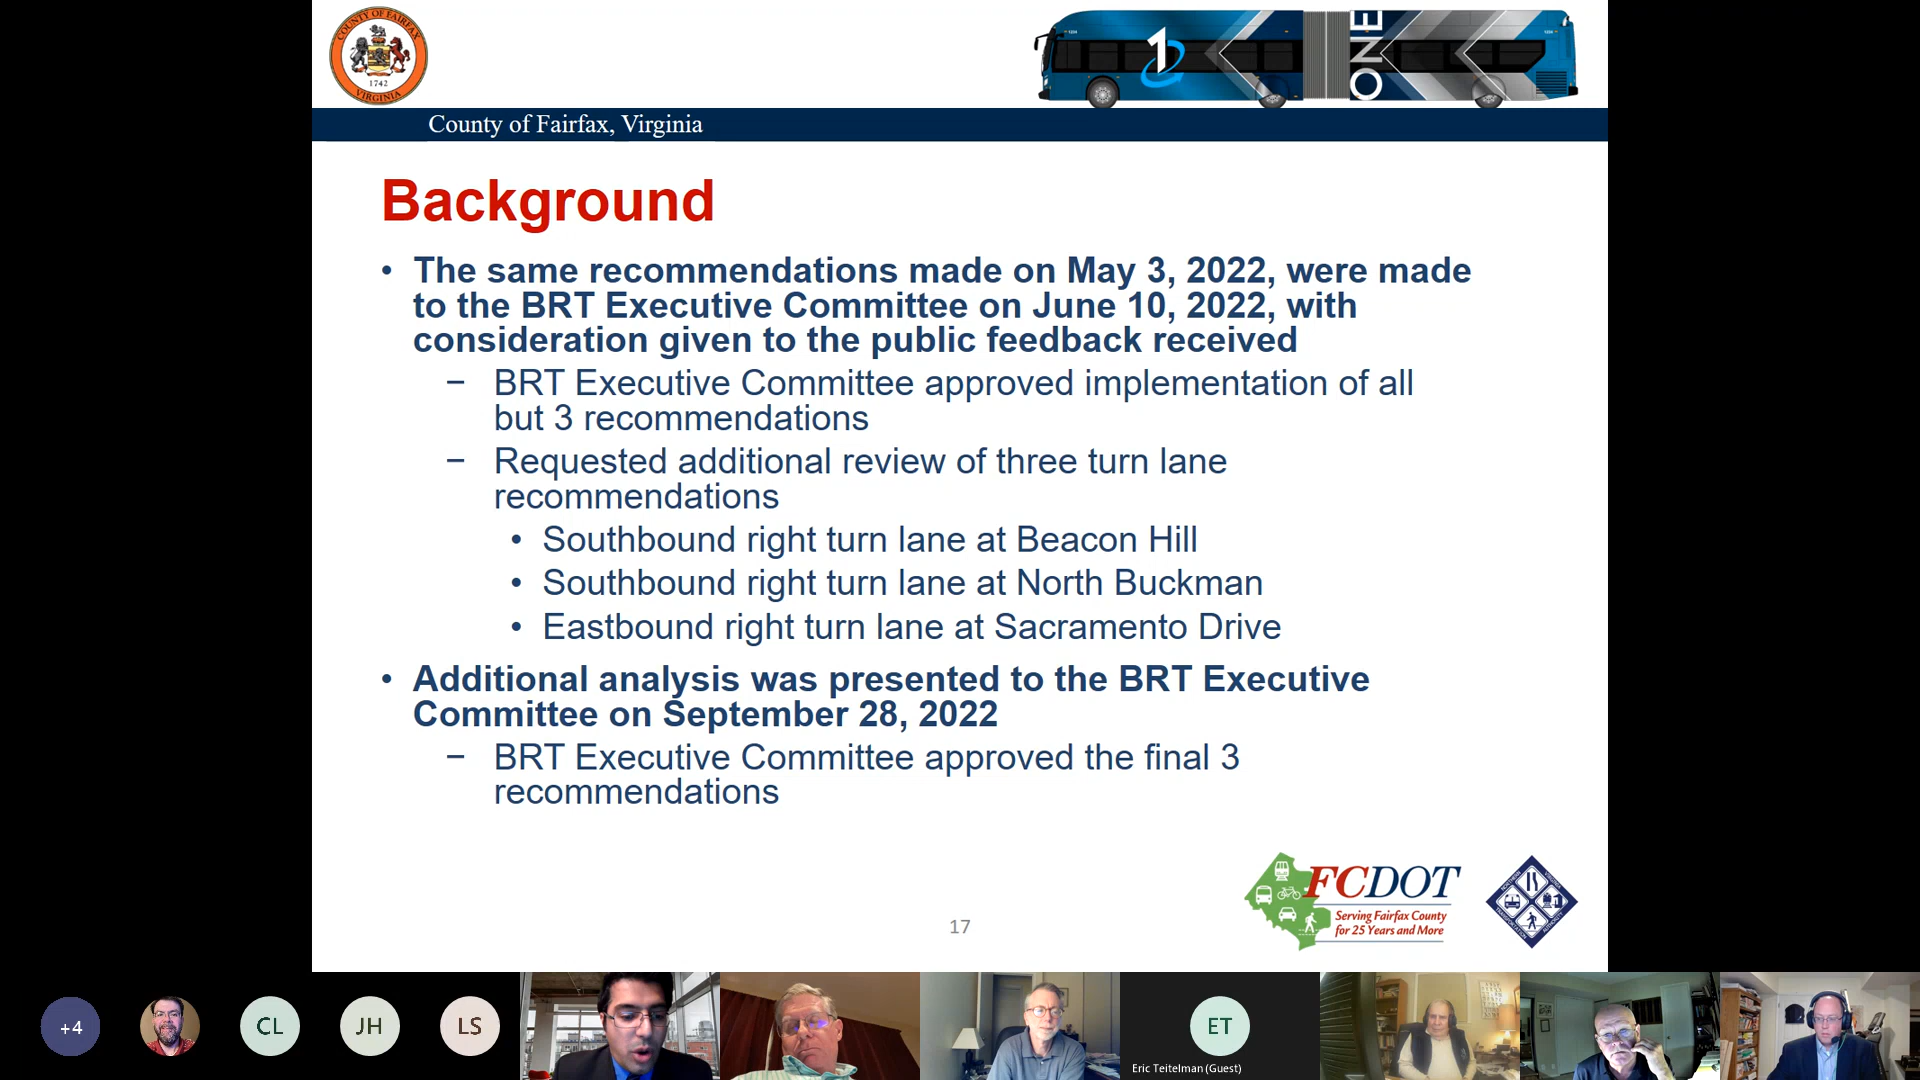 COUNTY OF FAIRFAX
1742
VIRGINIA
1
ONE
County of Fairfax, Virginia
Background
• The same recommendations made on May 3, 2022, were made
to the BRT Executive Committee on June 10, 2022, with
consideration given to the public feedback received
− BRT Executive Committee approved implementation of all
but 3 recommendations
− Requested additional review of three turn lane
recommendations
• Southbound right turn lane at Beacon Hill
• Southbound right turn lane at North Buckman
• Eastbound right turn lane at Sacramento Drive
• Additional analysis was presented to the BRT Executive
Committee on September 28, 2022
− BRT Executive Committee approved the final 3
recommendations
FCDOT
Serving Fairfax County
for 25 Years and More
17
+4
CL
JH
LS
ET
Eric Teitelman (Guest)